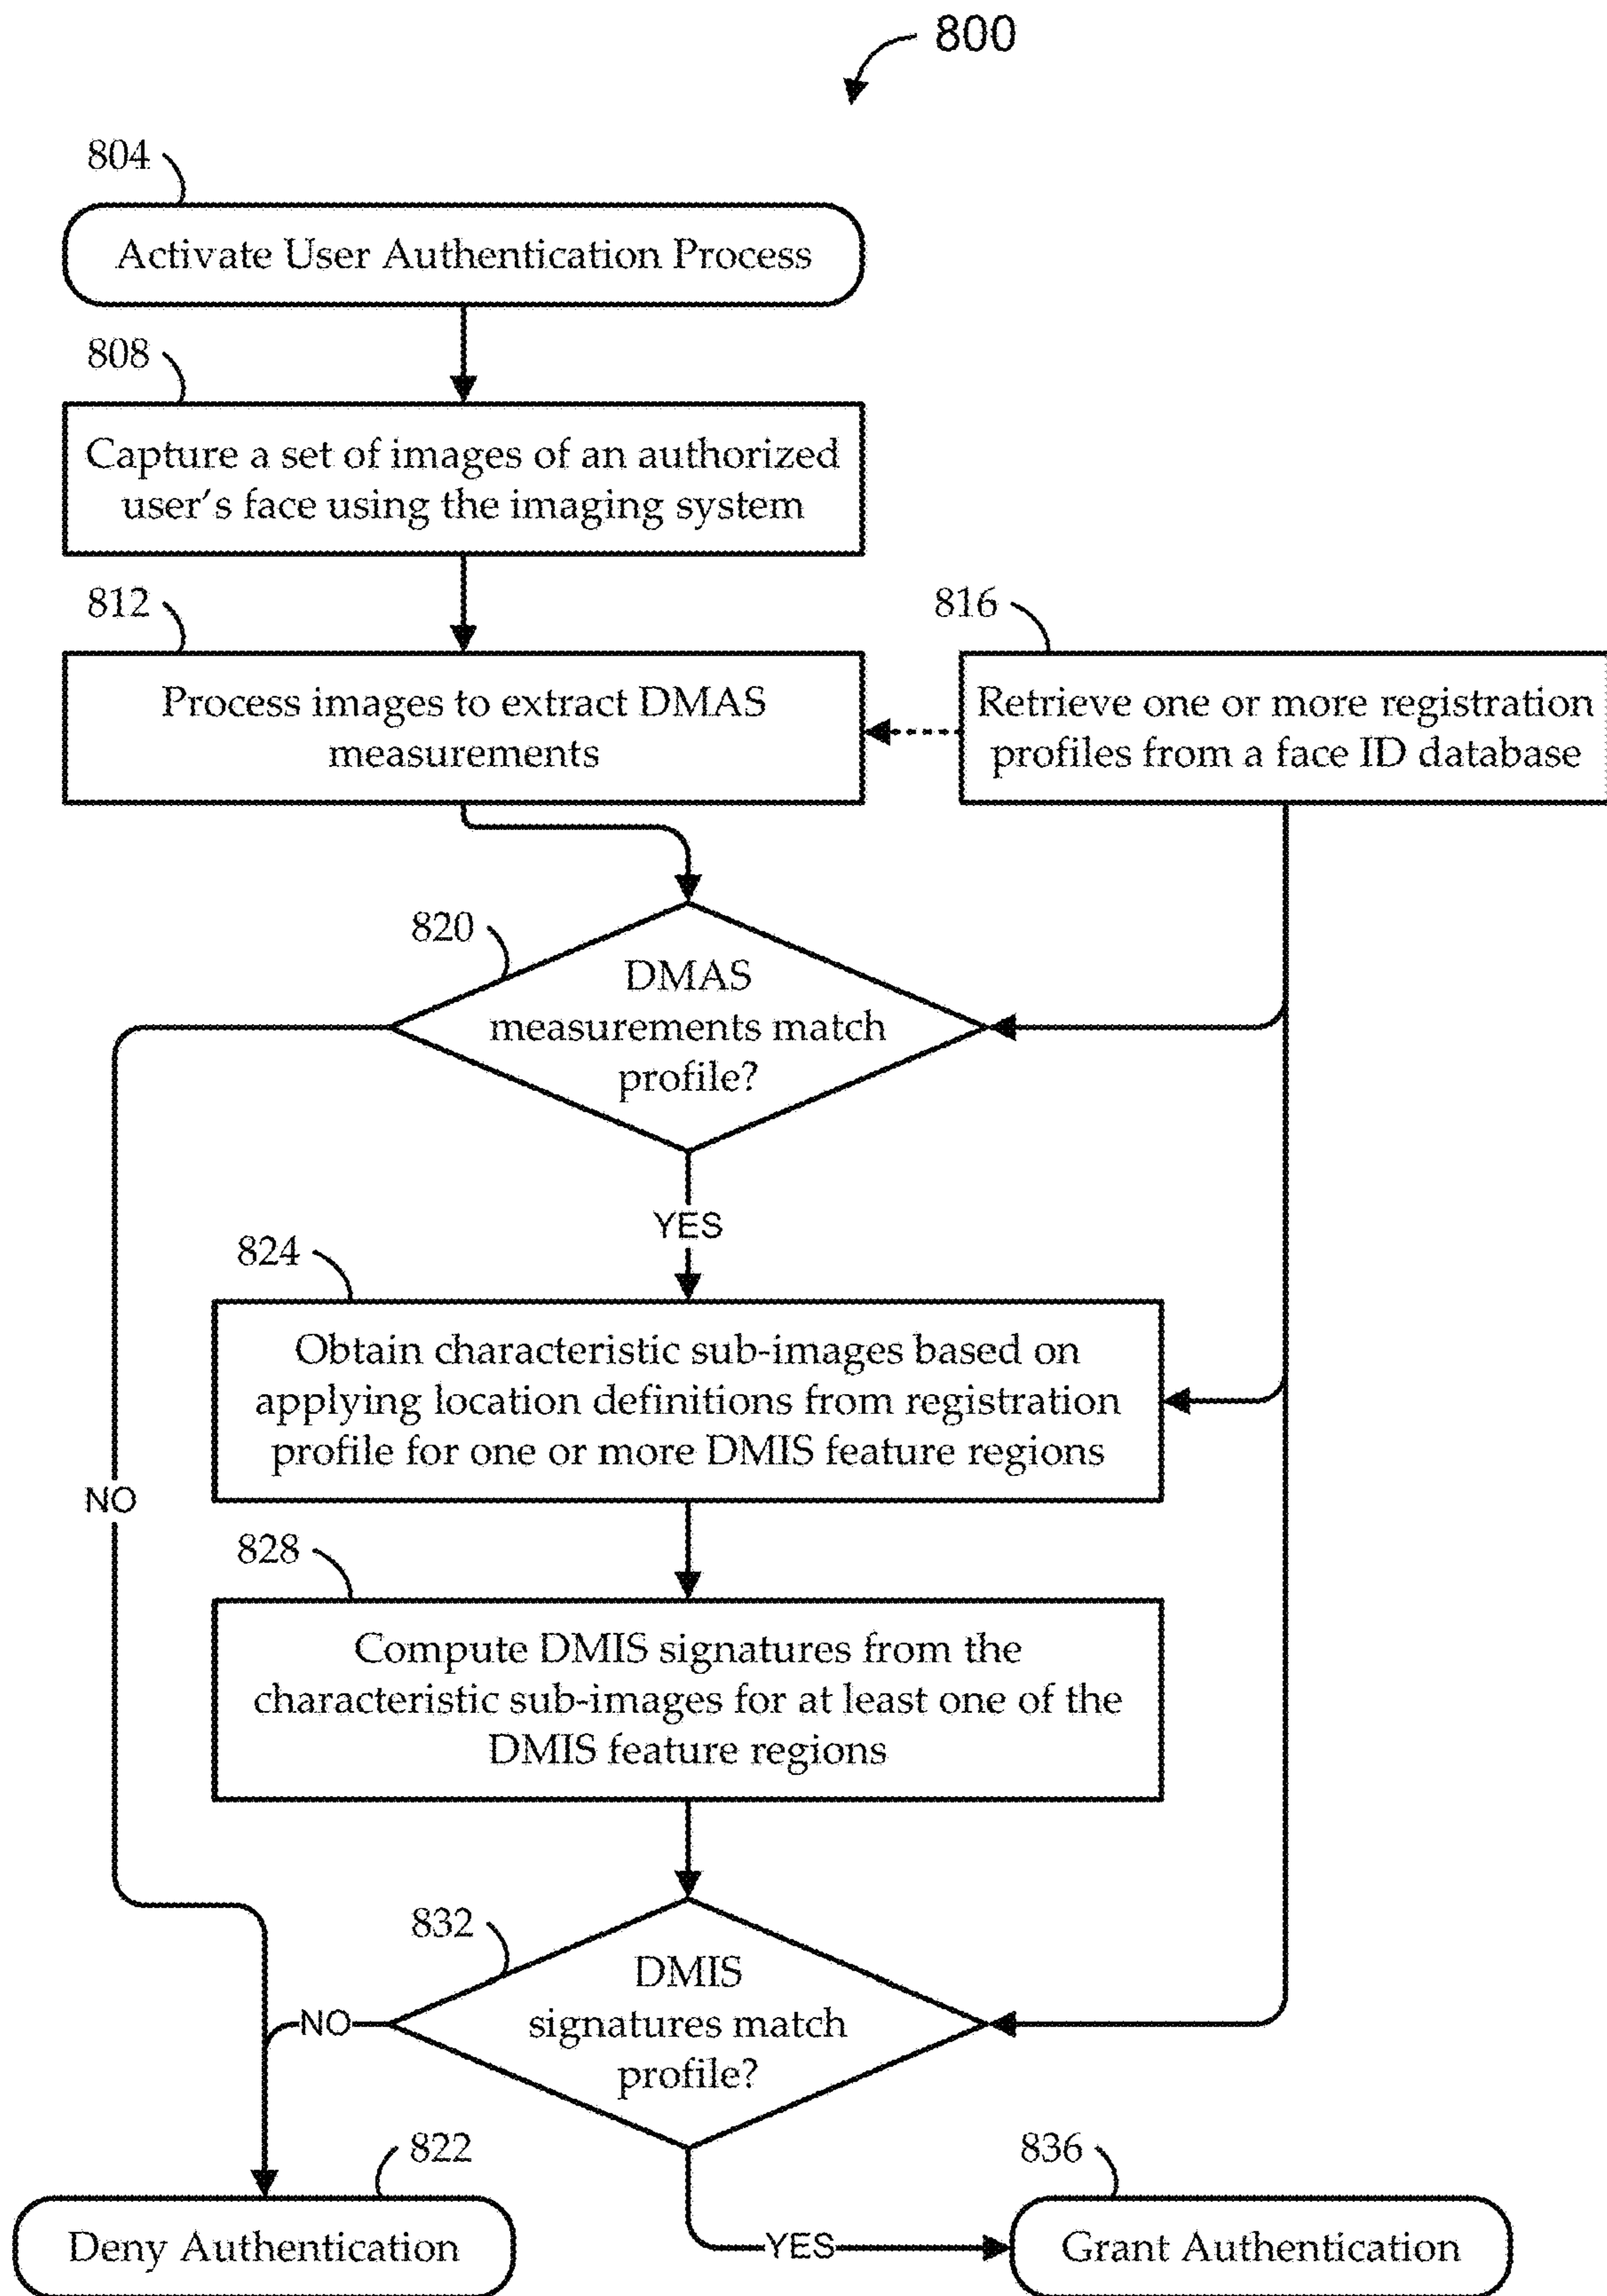 800
804
Activate User Authentication Process
808
Capture a set of images of an authorized
user's face using the imaging system
812
Process images to extract DMAS
measurements
816
Retrieve one or more registration
profiles from a face ID database
820
DMAS
measurements match
profile?
YES
824
Obtain characteristic sub-images based on
applying location definitions from registration
profile for one or more DMIS feature regions
NO
828
Compute DMIS signatures from the
characteristic sub-images for at least one of the
DMIS feature regions
832
DMIS
signatures match
profile?
NO
822
Deny Authentication
YES
836
Grant Authentication